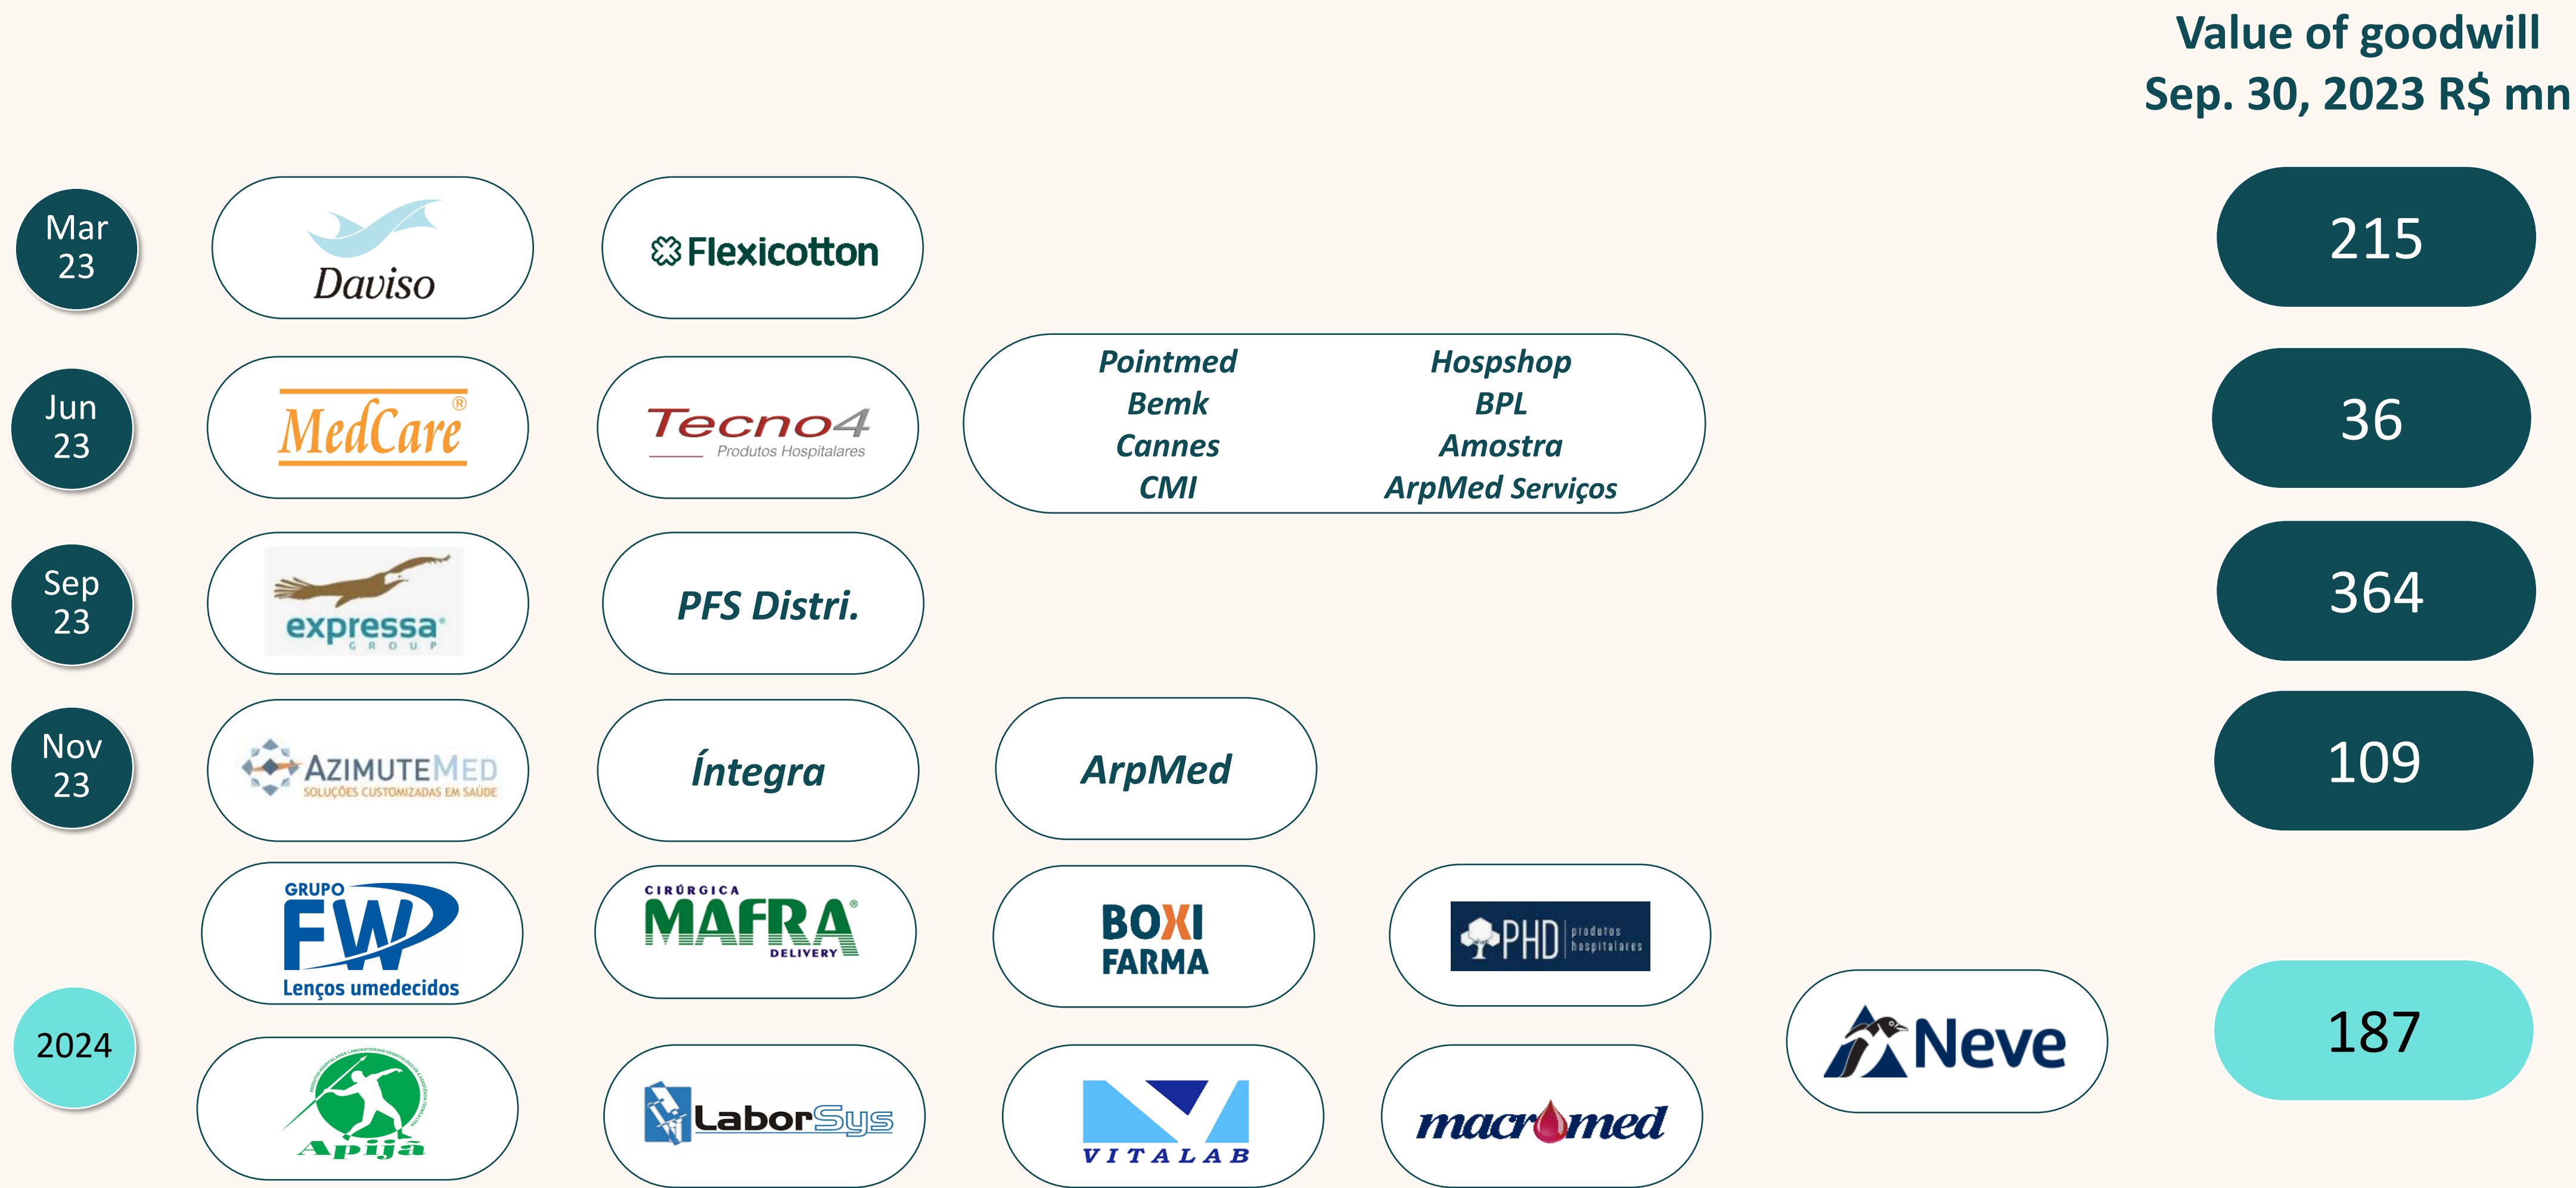 Value of goodwill
Sep. 30, 2023 R$ mn
Mar
23
Daviso
Flexicotton
215
Jun
23
MedCare®
Tecno4
Produtos Hospitalares
Pointmed
Bemk
Cannes
CMI
Hospshop
BPL
Amostra
ArpMed Serviços
36
Sep
23
expressa®
GROUP
PFS Distri.
364
Nov
23
AZIMUTEMED
SOLUÇÕES CUSTOMIZADAS EM SAÚDE
Íntegra
ArpMed
109
2024
GRUPO
FW
Lenços umedecidos
CIRÚRGICA
MAFRA®
DELIVERY
BOXI
FARMA
PHD
produtos
hospitalares
Apijã
LaborSys
VITALAB
macromed
Neve
187